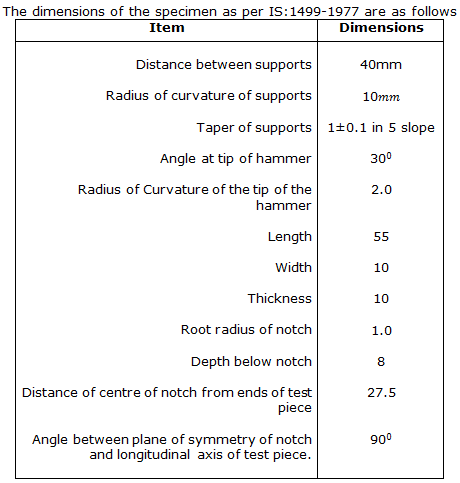 The dimensions of the specimen as per IS:1499-1977 are as follows
Item Dimensions
Distance between supports 40mm
Radius of curvature of supports 10mm
Taper of supports 1±0.1 in 5 slope
Angle at tip of hammer 30⁰
Radius of Curvature of the tip of the 2.0
hammer
Length 55
Width 10
Thickness 10
Root radius of notch 1.0
Depth below notch 8
Distance of centre of notch from ends of test 27.5
piece
Angle between plane of symmetry of notch 90⁰
and longitudinal axis of test piece.